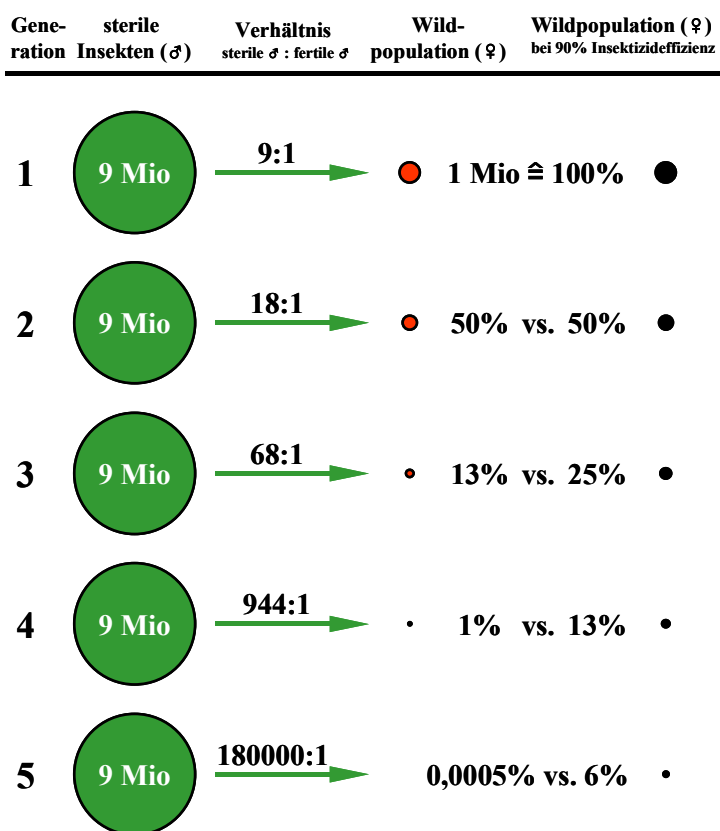 Gene- sterile Verhältnis Wild- Wildpopulation (♀)
ration Insekten (♂) sterile ♂ : fertile ♂ population (♀) bei 90% Insektizideffizienz
1 9 Mio 9:1 1 Mio ≙ 100%
2 9 Mio 18:1 50% vs. 50%
3 9 Mio 68:1 13% vs. 25%
4 9 Mio 944:1 1% vs. 13%
5 9 Mio 180000:1 0,0005% vs. 6%